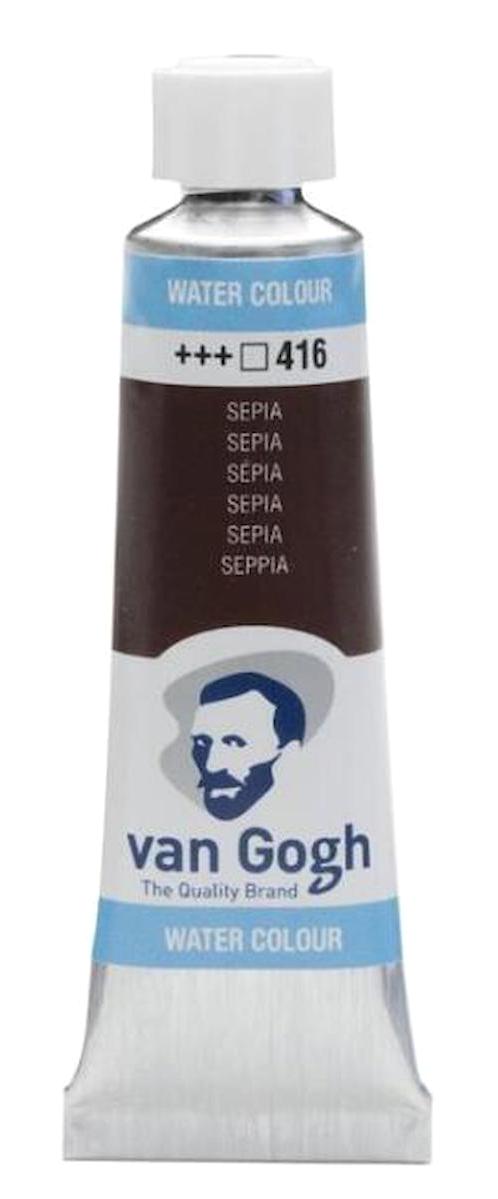 WATER COLOUR
+++□416
SEPIA
SEPIA
SÉPIA
SEPIA
SEPIA
SEPPIA
van Gogh
The Quality Brand
WATER COLOUR